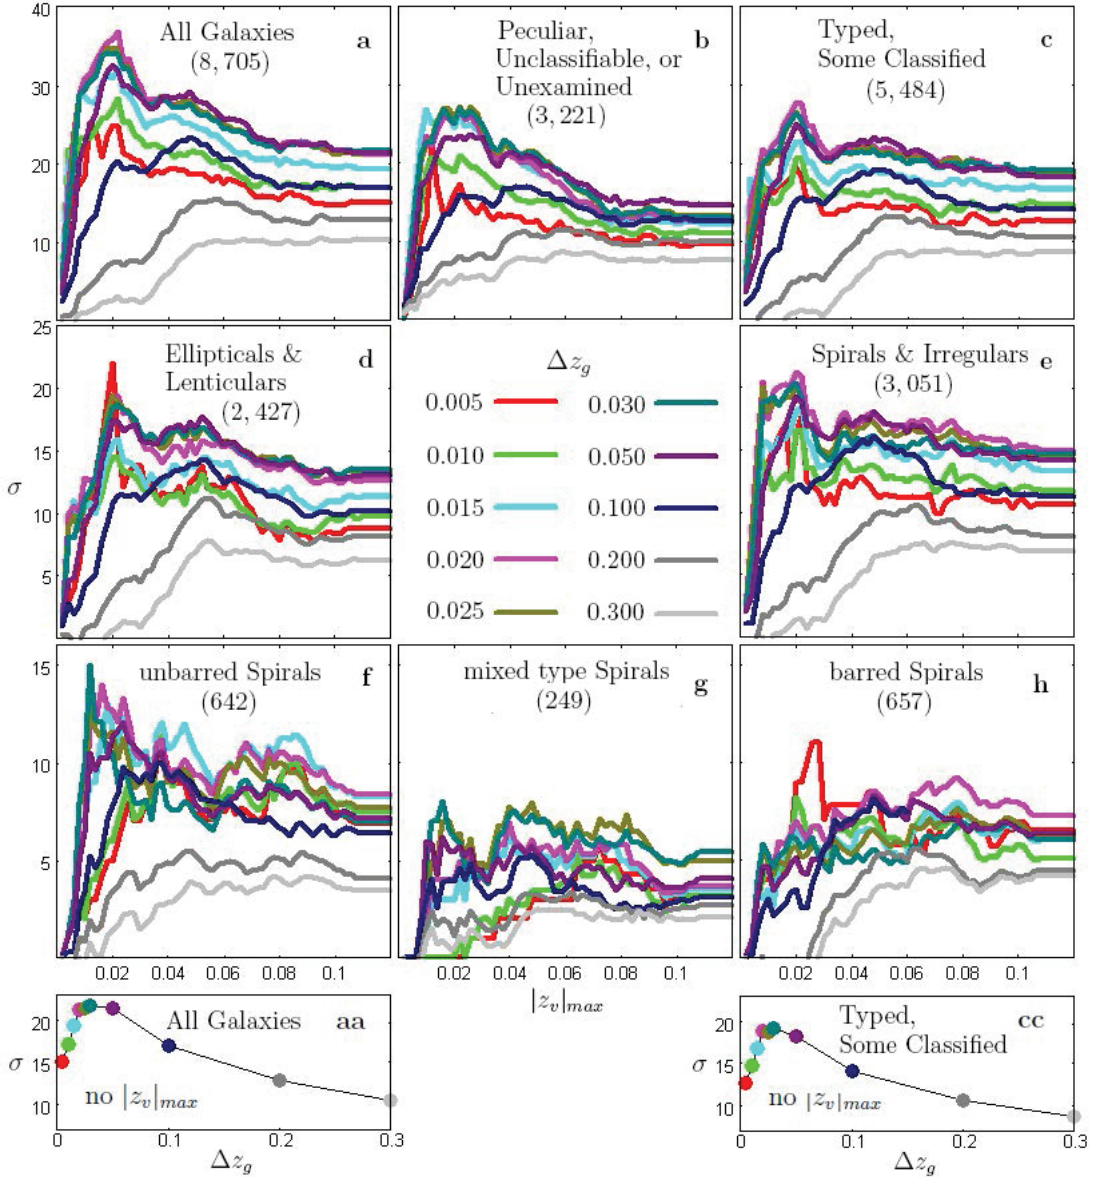 40
30
20
10
All Galaxies
(8, 705)
a
Peculiar,
Unclassifiable, or
Unexamined
(3, 221)
b
Typed,
Some Classified
(5, 484)
c
25
20
15
10
5
σ
Ellipticals &
Lenticulars
(2, 427)
d
Δz_g
0.005
0.030
0.010
0.050
0.015
0.100
0.020
0.200
0.025
0.300
Spirals & Irregulars
(3, 051)
e
15
10
5
unbarred Spirals
(642)
f
mixed type Spirals
(249)
g
barred Spirals
(657)
h
0.02 0.04 0.06 0.08 0.1
0.02 0.04 0.06 0.08 0.1
0.02 0.04 0.06 0.08 0.1
|z_v|_max
20
15
10
σ
All Galaxies
aa
no |z_v|_max
0 0.1 0.2 0.3
Δz_g
20
15
10
σ
Typed,
Some Classified
cc
no |z_v|_max
0 0.1 0.2 0.3
Δz_g